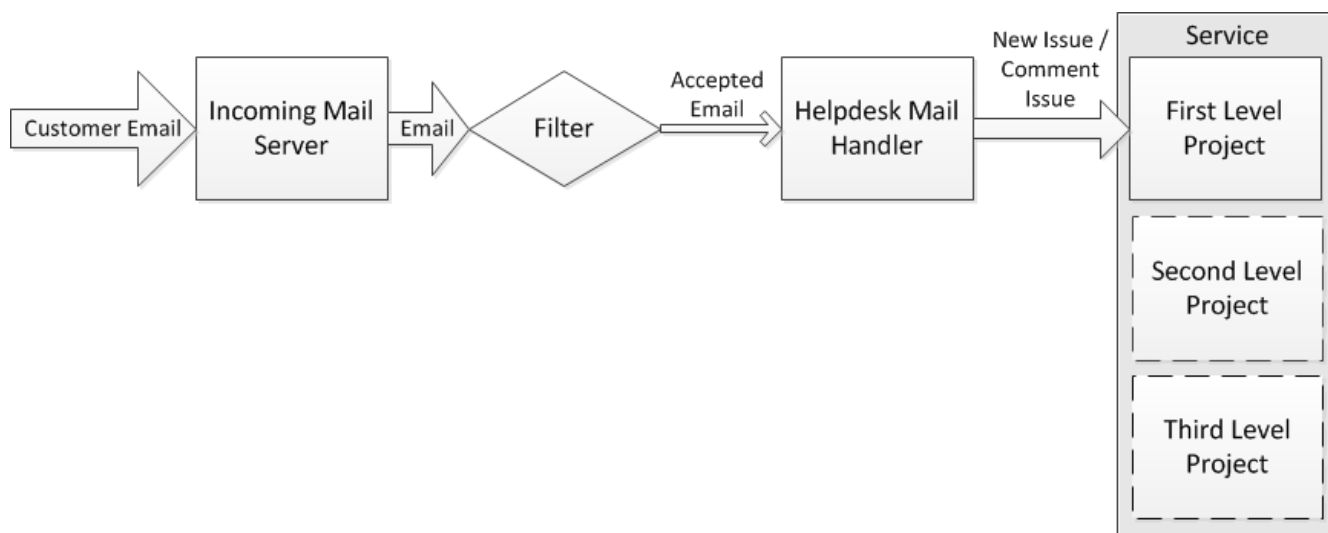 Customer Email
Incoming Mail
Server
Email
Filter
Accepted
Email
Helpdesk Mail
Handler
New Issue /
Comment
Issue
Service
First Level
Project
Second Level
Project
Third Level
Project